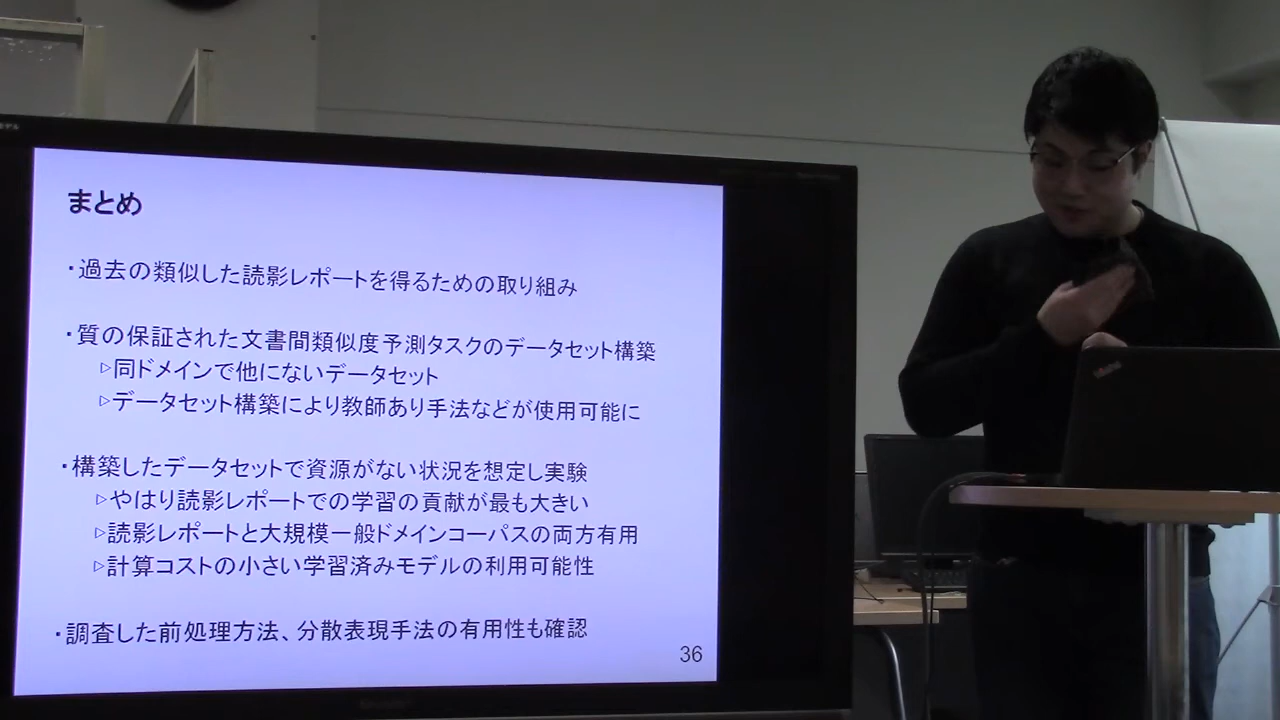 まとめ
・過去の類似した読影レポートを得るための取り組み
・質の保証された文書間類似度予測タスクのデータセット構築
▷同ドメインで他にないデータセット
▷データセット構築により教師あり手法などが使用可能に
・構築したデータセットで資源がない状況を想定し実験
▷やはり読影レポートでの学習の貢献が最も大きい
▷読影レポートと大規模一般ドメインコーパスの両方有用
▷計算コストの小さい学習済みモデルの利用可能性
・調査した前処理方法、分散表現手法の有用性も確認
36